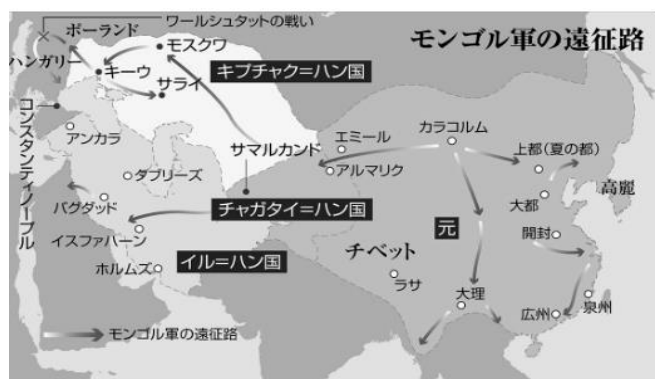 モンゴル軍の遠征路
ワールシュタットの戦い
ポーランド
ハンガリー
モスクワ
キーウ
サライ
キプチャク=ハン国
コンスタンティノープル
アンカラ
タブリーズ
バグダッド
イスファハーン
ホルムズ
イル=ハン国
サマルカンド
チャガタイ=ハン国
エミール
アルマリク
カラコルム
上都(夏の都)
大都
高麗
開封
元
チベット
ラサ
大理
広州
泉州
モンゴル軍の遠征路